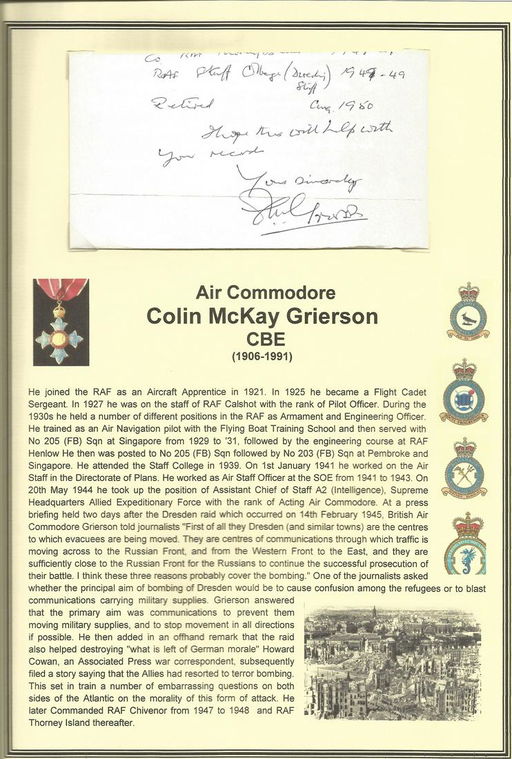 RAF Staff College (Directing Staff) 1947-49
Retired Aug. 1950
I hope this will help with
your records
Yours sincerely
Air Commodore
Colin McKay Grierson
CBE
(1906-1991)
He joined the RAF as an Aircraft Apprentice in 1921. In 1925 he became a Flight Cadet
Sergeant. In 1927 he was on the staff of RAF Calshot with the rank of Pilot Officer. During the
1930s he held a number of different positions in the RAF as Armament and Engineering Officer.
He trained as an Air Navigation pilot with the Flying Boat Training School and then served with
No 205 (FB) Sqn at Singapore from 1929 to '31, followed by the engineering course at RAF
Henlow He then was posted to No 205 (FB) Sqn followed by No 203 (FB) Sqn at Pembroke and
Singapore. He attended the Staff College in 1939. On 1st January 1941 he worked on the Air
Staff in the Directorate of Plans. He worked as Air Staff Officer at the SOE from 1941 to 1943. On
20th May 1944 he took up the position of Assistant Chief of Staff A2 (Intelligence), Supreme
Headquarters Allied Expeditionary Force with the rank of Acting Air Commodore. At a press
briefing held two days after the Dresden raid which occurred on 14th February 1945, British Air
Commodore Grierson told journalists "First of all they Dresden (and similar towns) are the centres
to which evacuees are being moved. They are centres of communications through which traffic is
moving across to the Russian Front, and from the Western Front to the East, and they are
sufficiently close to the Russian Front for the Russians to continue the successful prosecution of
their battle. I think these three reasons probably cover the bombing." One of the journalists asked
whether the principal aim of bombing of Dresden would be to cause confusion among the refugees or to blast
communications carrying military supplies. Grierson answered
that the primary aim was communications to prevent them
moving military supplies, and to stop movement in all directions
if possible. He then added in an offhand remark that the raid
also helped destroying "what is left of German morale" Howard
Cowan, an Associated Press war correspondent, subsequently
filed a story saying that the Allies had resorted to terror bombing.
This set in train a number of embarrassing questions on both
sides of the Atlantic on the morality of this form of attack. He
later Commanded RAF Chivenor from 1947 to 1948 and RAF
Thorney Island thereafter.